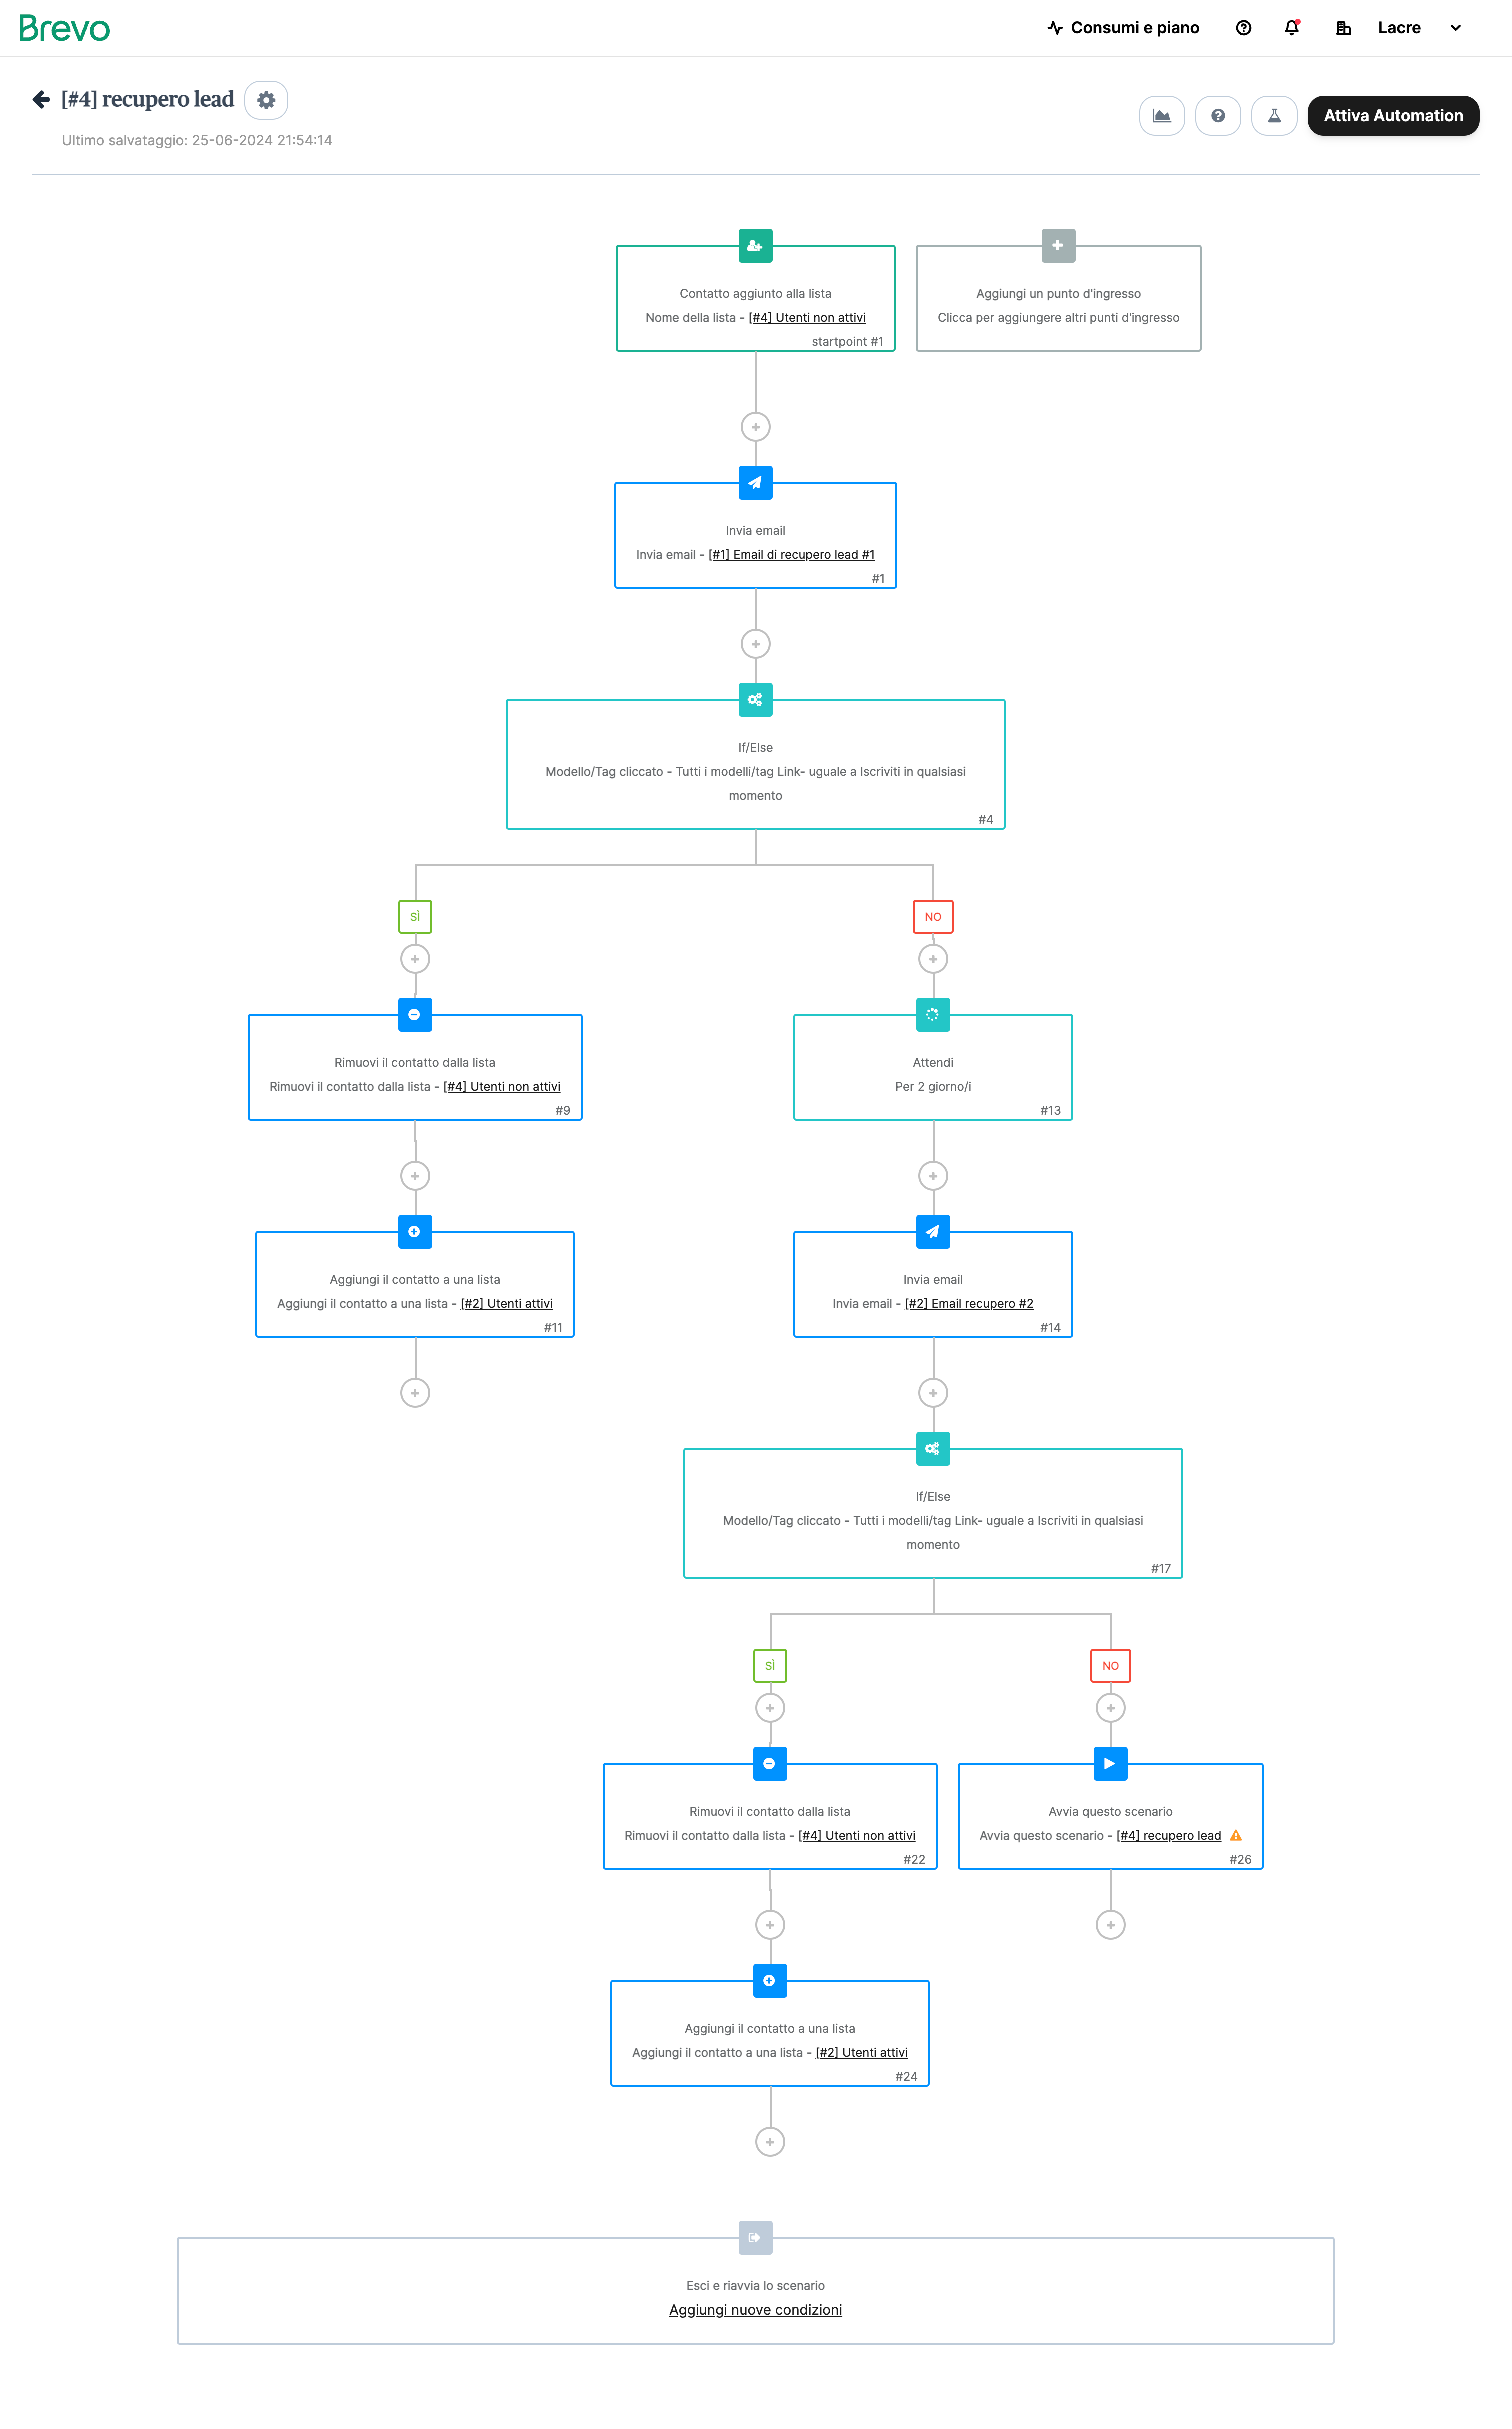 Brevo
Consumi e piano
Lacre
[#4] recupero lead
Attiva Automation
Ultimo salvataggio: 25-06-2024 21:54:14
Contatto aggiunto alla lista
Nome della lista - [#4] Utenti non attivi
startpoint #1
Aggiungi un punto d'ingresso
Clicca per aggiungere altri punti d'ingresso
Invia email
Invia email - [#1] Email di recupero lead #1
#1
If/Else
Modello/Tag cliccato - Tutti i modelli/tag Link- uguale a Iscriviti in qualsiasi
momento
#4
SÌ
NO
Rimuovi il contatto dalla lista
Rimuovi il contatto dalla lista - [#4] Utenti non attivi
#9
Attendi
Per 2 giorno/i
#13
Aggiungi il contatto a una lista
Aggiungi il contatto a una lista - [#2] Utenti attivi
#11
Invia email
Invia email - [#2] Email recupero #2
#14
If/Else
Modello/Tag cliccato - Tutti i modelli/tag Link- uguale a Iscriviti in qualsiasi
momento
#17
SÌ
NO
Rimuovi il contatto dalla lista
Rimuovi il contatto dalla lista - [#4] Utenti non attivi
#22
Avvia questo scenario
Avvia questo scenario - [#4] recupero lead
#26
Aggiungi il contatto a una lista
Aggiungi il contatto a una lista - [#2] Utenti attivi
#24
Esci e riavvia lo scenario
Aggiungi nuove condizioni